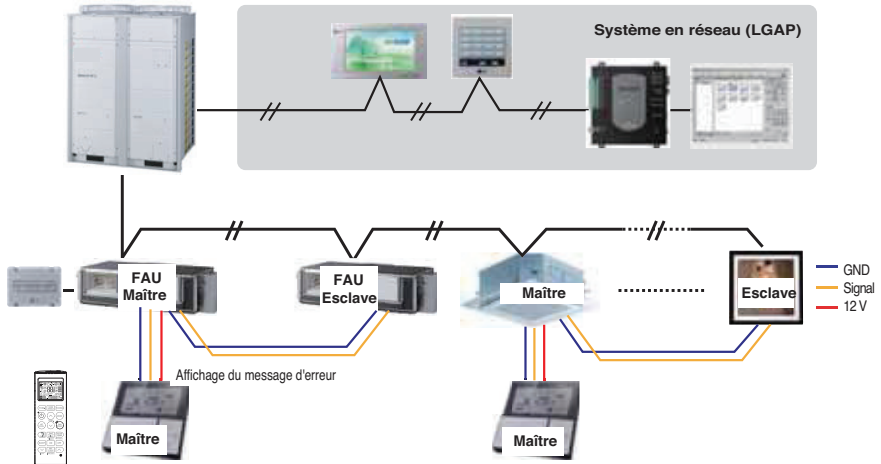 Système en réseau (LGAP)
FAU
Maître
FAU
Esclave
Maître
Esclave
GND
Signal
12 V
Affichage du message d'erreur
Maître
Maître